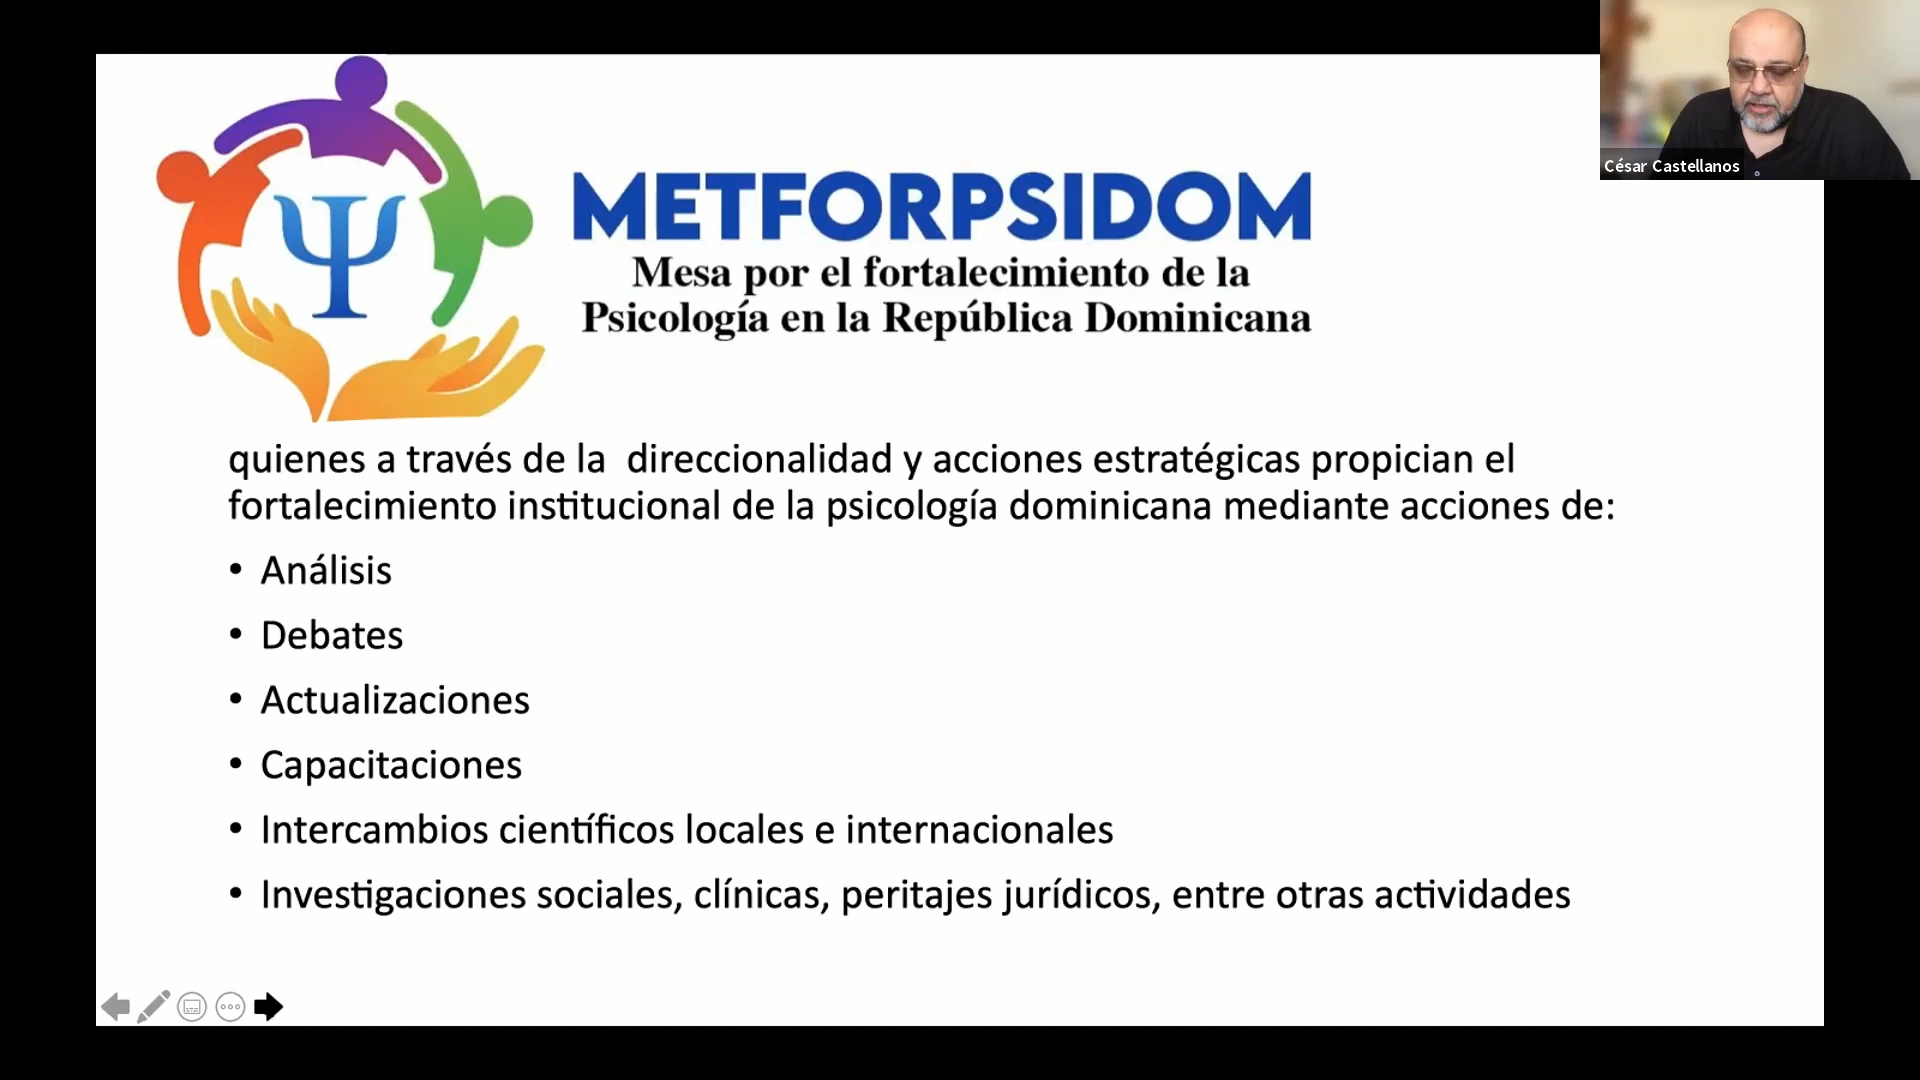 César Castellanos
METFORPSIDOM
Mesa por el fortalecimiento de la
Psicología en la República Dominicana
quienes a través de la direccionalidad y acciones estratégicas propician el
fortalecimiento institucional de la psicología dominicana mediante acciones de:
• Análisis
• Debates
• Actualizaciones
• Capacitaciones
• Intercambios científicos locales e internacionales
• Investigaciones sociales, clínicas, peritajes jurídicos, entre otras actividades